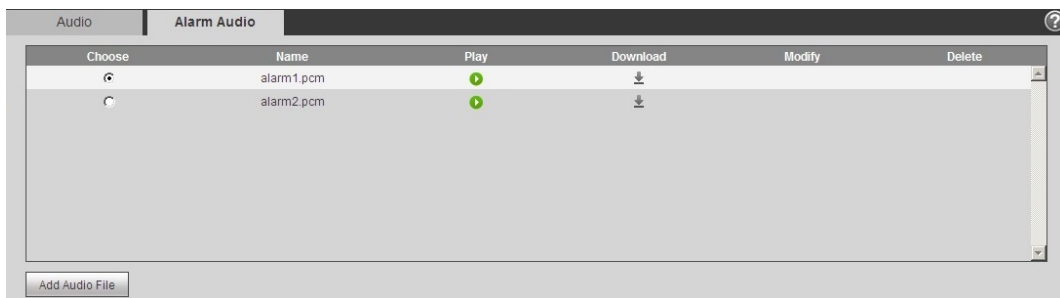 Audio Alarm Audio
Choose Name Play Download Modify Delete
alarm1.pcm
alarm2.pcm
Add Audio File